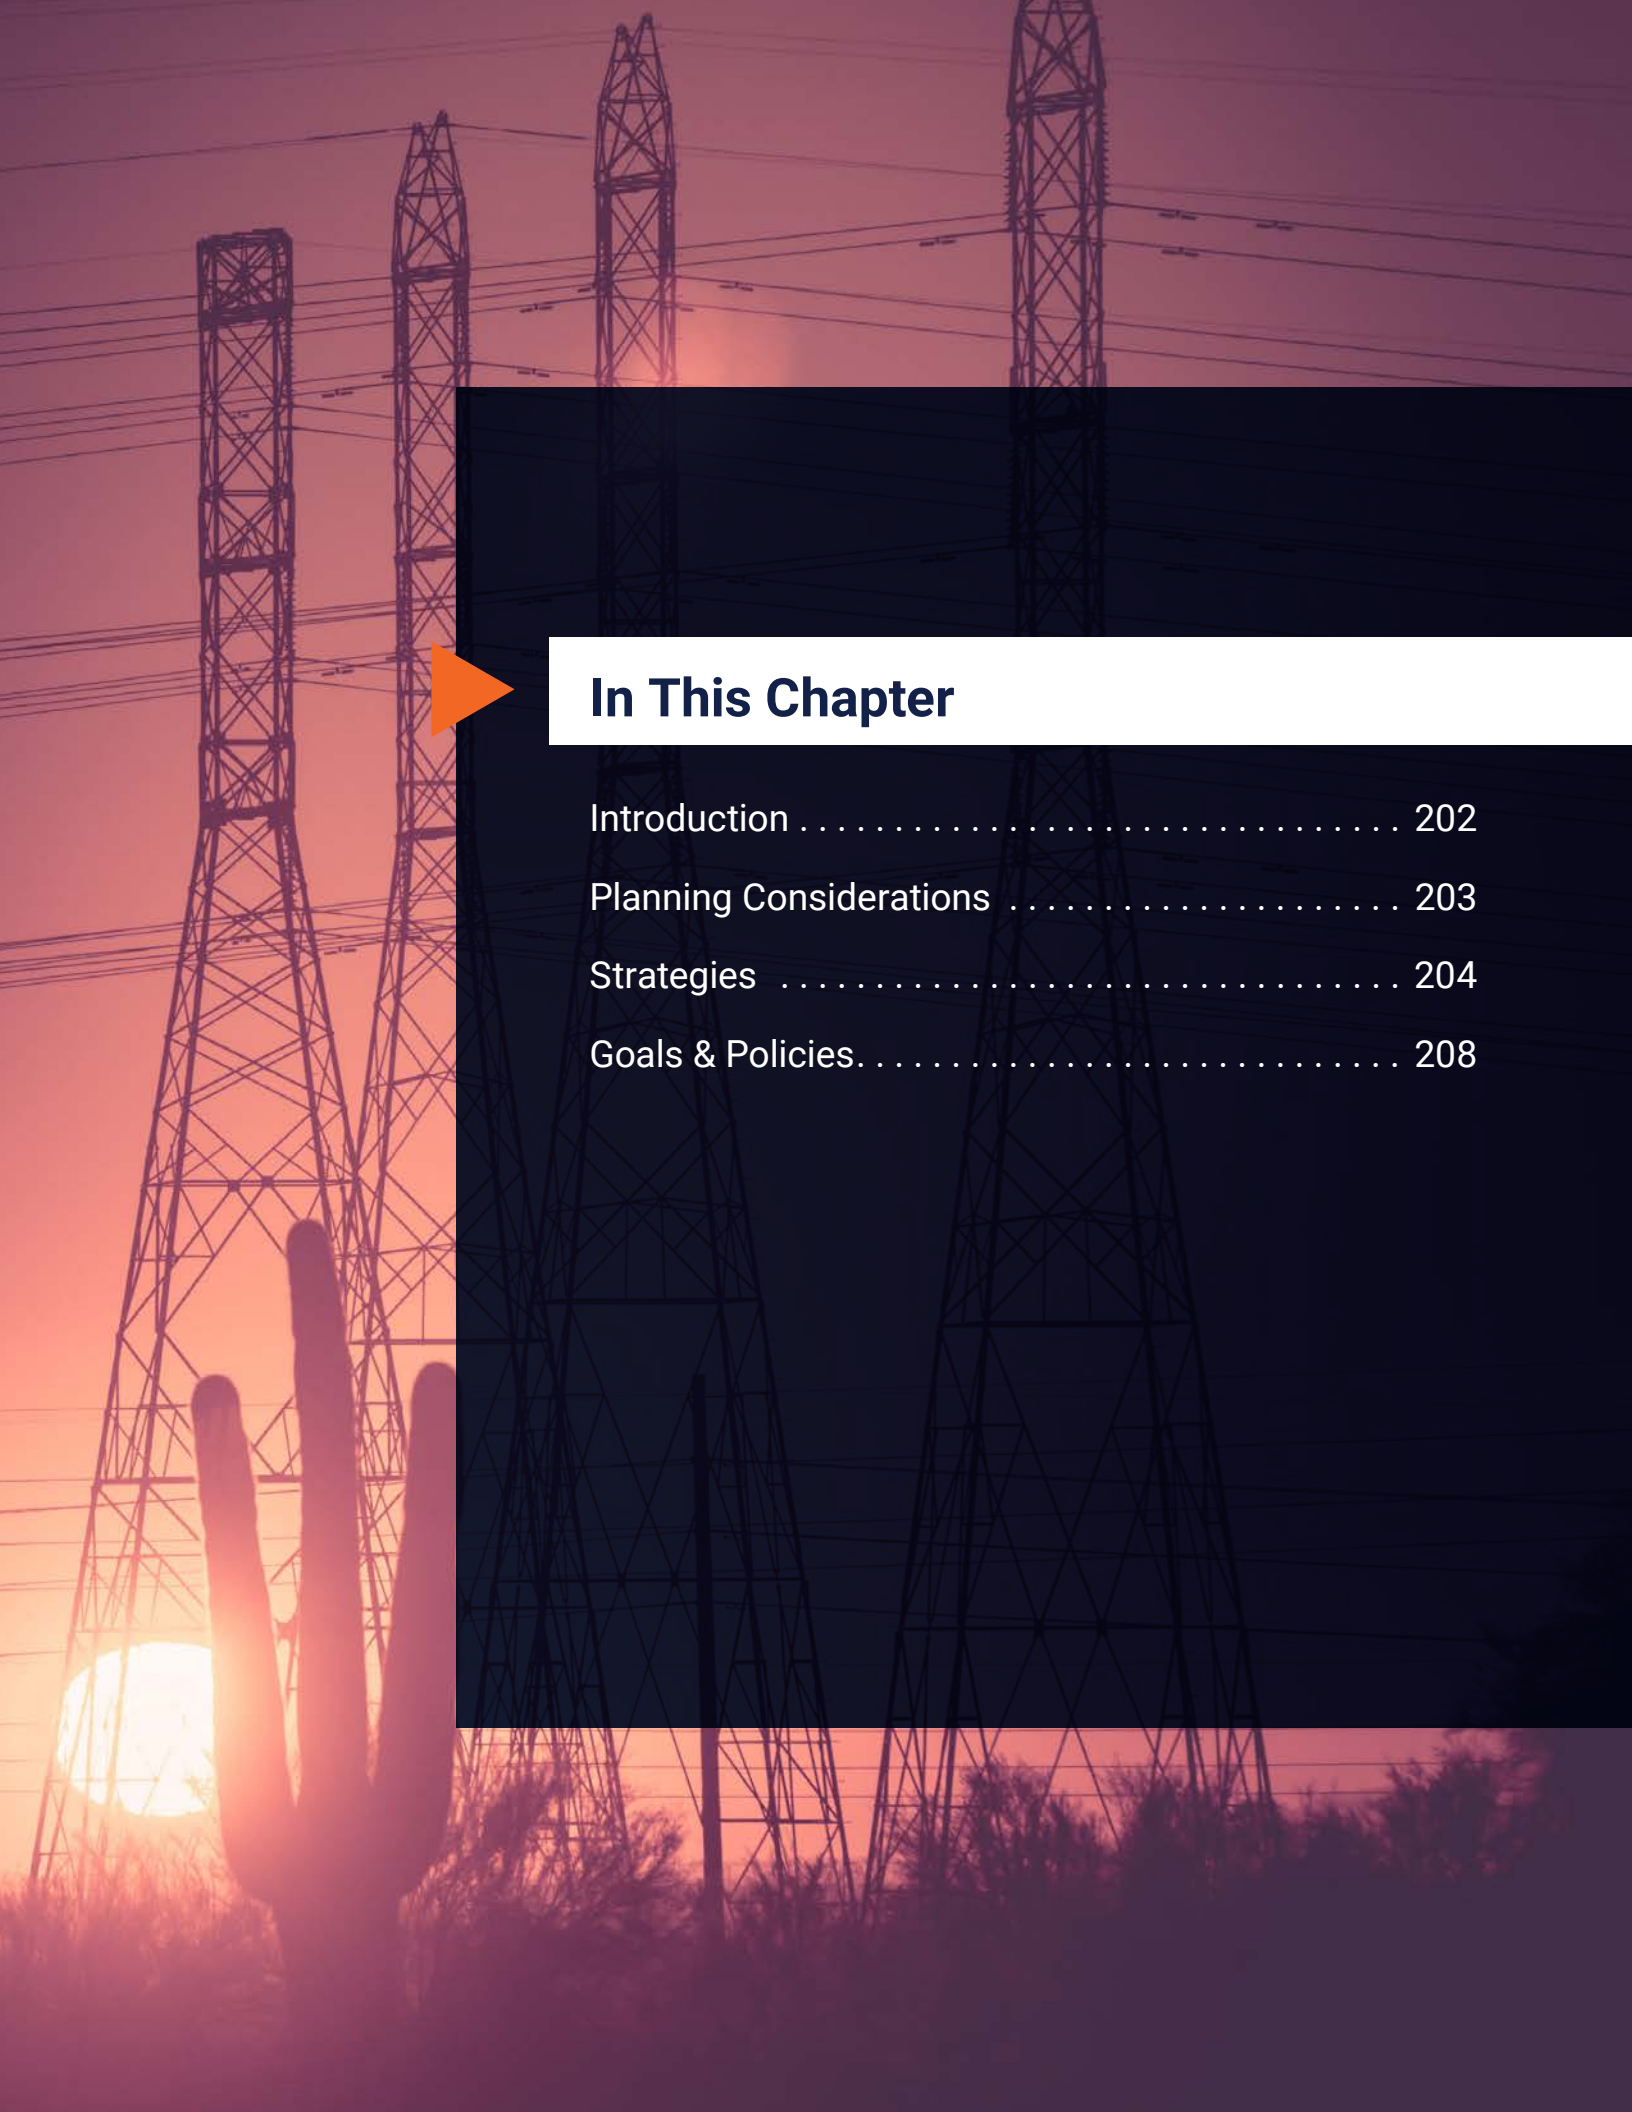 In This Chapter
Introduction . . . . . . . . . . . . . . . . . . . . . . . . . . . . . . . . 202
Planning Considerations . . . . . . . . . . . . . . . . . . . . . 203
Strategies . . . . . . . . . . . . . . . . . . . . . . . . . . . . . . . . . 204
Goals & Policies. . . . . . . . . . . . . . . . . . . . . . . . . . . . . 208